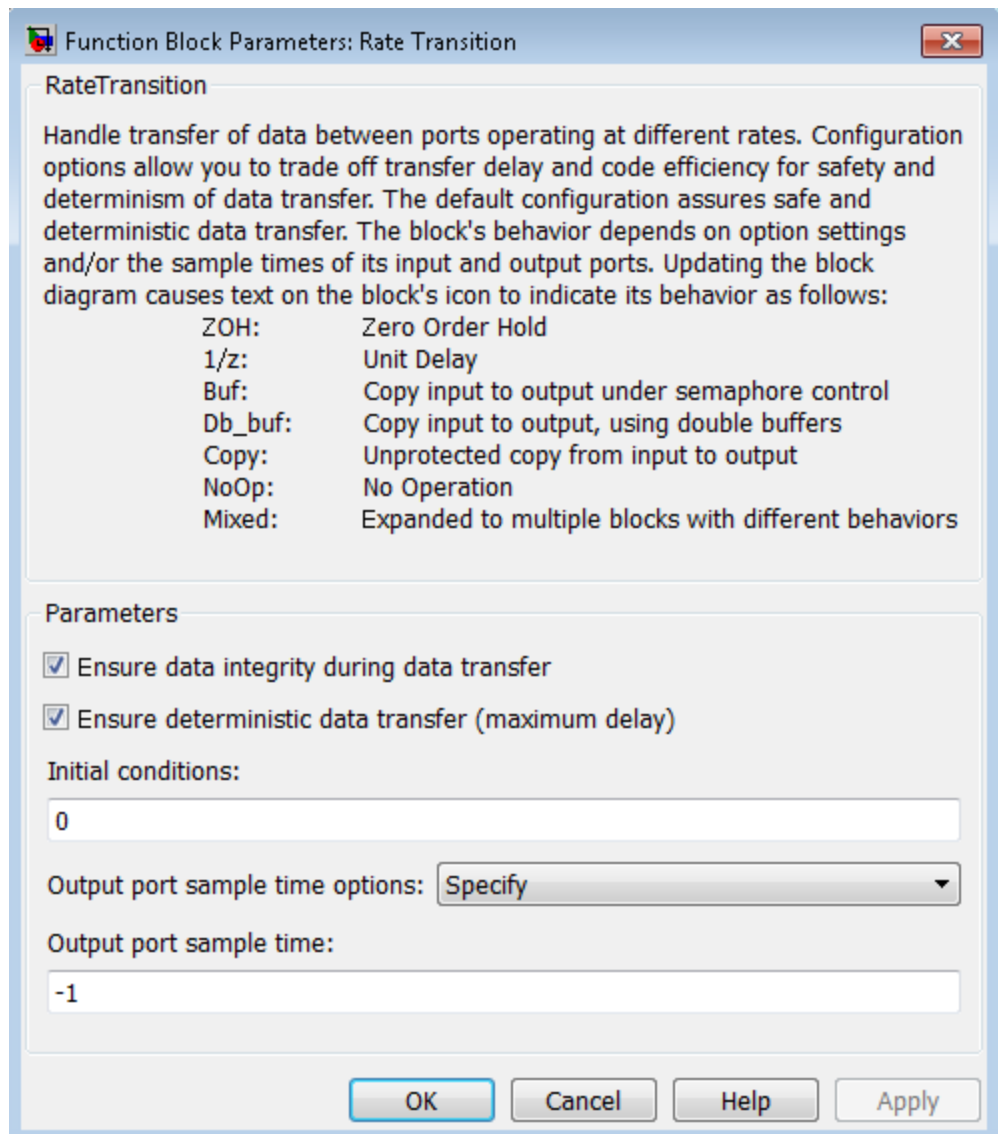 Function Block Parameters: Rate Transition
RateTransition
Handle transfer of data between ports operating at different rates. Configuration
options allow you to trade off transfer delay and code efficiency for safety and
determinism of data transfer. The default configuration assures safe and
deterministic data transfer. The block's behavior depends on option settings
and/or the sample times of its input and output ports. Updating the block
diagram causes text on the block's icon to indicate its behavior as follows:
ZOH: Zero Order Hold
1/z: Unit Delay
Buf: Copy input to output under semaphore control
Db_buf: Copy input to output, using double buffers
Copy: Unprotected copy from input to output
NoOp: No Operation
Mixed: Expanded to multiple blocks with different behaviors
Parameters
Ensure data integrity during data transfer
Ensure deterministic data transfer (maximum delay)
Initial conditions:
0
Output port sample time options: Specify
Output port sample time:
-1
OK Cancel Help Apply